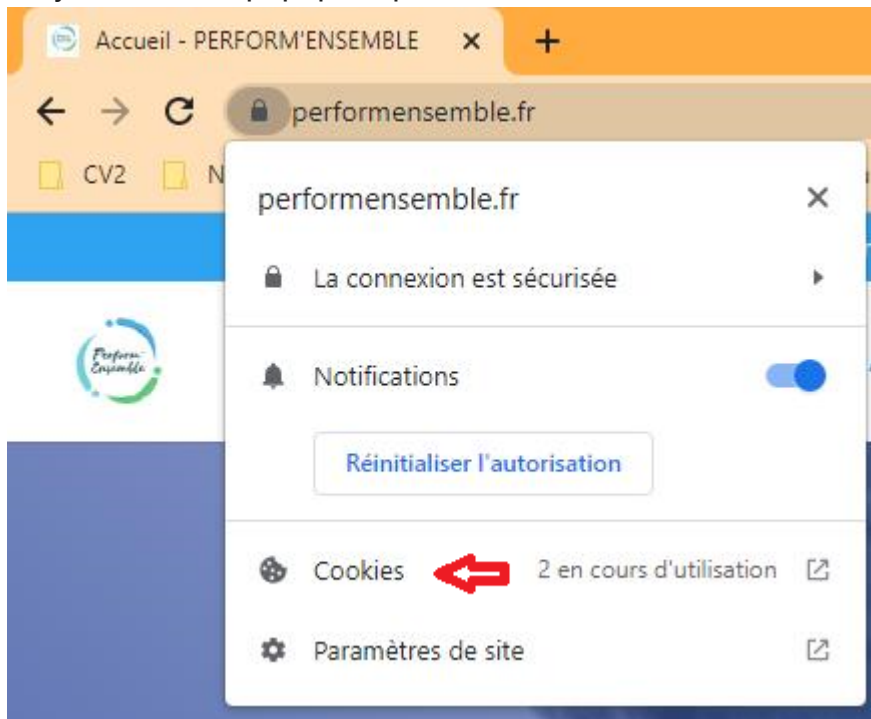 Accueil - PERFORM'ENSEMBLE
performensemble.fr
CV2 N
performensemble.fr
La connexion est sécurisée
Perform-
Ensemble
Notifications
Réinitialiser l'autorisation
Cookies 2 en cours d'utilisation
Paramètres de site